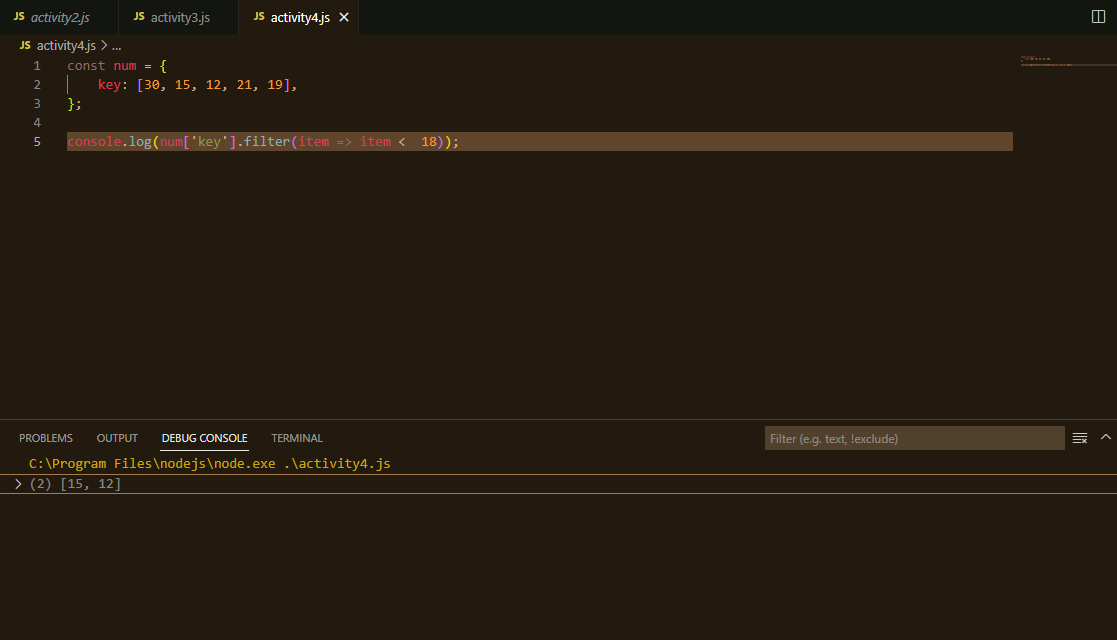 JS activity2.js JS activity3.js JS activity4.js
JS activity4.js > ...
1 const num = {
2     key: [30, 15, 12, 21, 19],
3 };
4
5 console.log(num['key'].filter(item => item <  18));
PROBLEMS OUTPUT DEBUG CONSOLE TERMINAL Filter (e.g. text, !exclude)
C:\Program Files\nodejs\node.exe .\activity4.js
> (2) [15, 12]